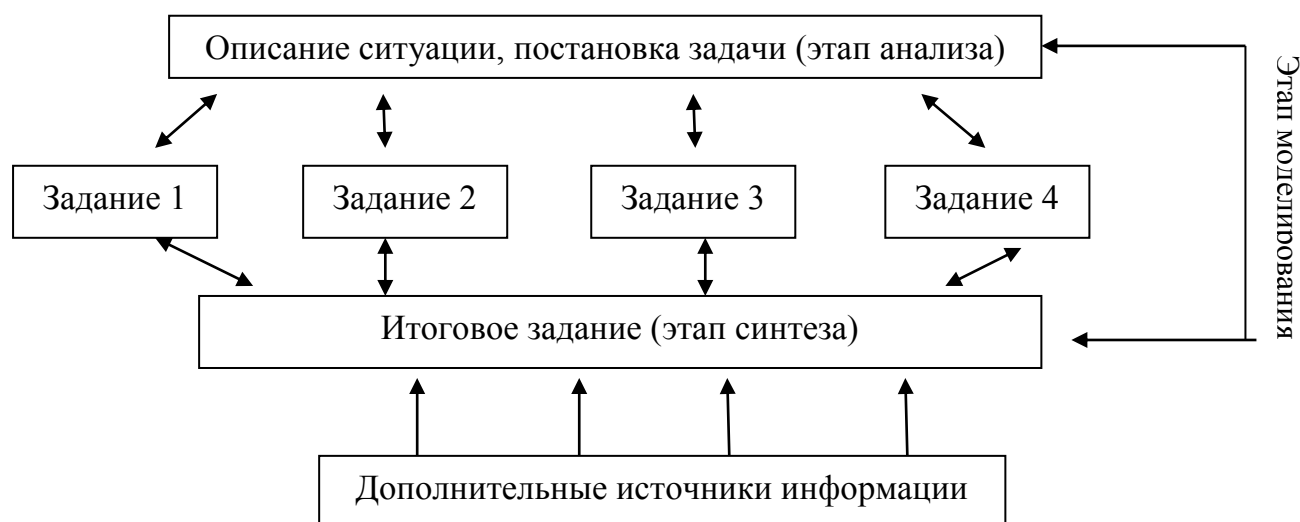 Описание ситуации, постановка задачи (этап анализа)
Этап моделирования
Задание 1
Задание 2
Задание 3
Задание 4
Итоговое задание (этап синтеза)
Дополнительные источники информации